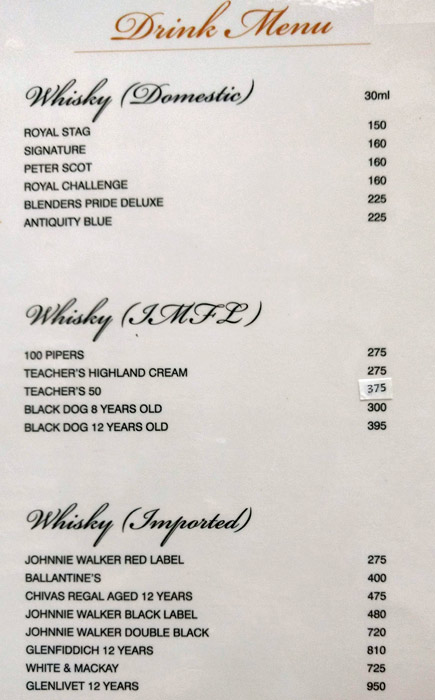 Drink Menu
Whisky (Domestic) 30ml
ROYAL STAG 150
SIGNATURE 160
PETER SCOT 160
ROYAL CHALLENGE 160
BLENDERS PRIDE DELUXE 225
ANTIQUITY BLUE 225
Whisky (IMFL)
100 PIPERS 275
TEACHER'S HIGHLAND CREAM 275
TEACHER'S 50 375
BLACK DOG 8 YEARS OLD 300
BLACK DOG 12 YEARS OLD 395
Whisky (Imported)
JOHNNIE WALKER RED LABEL 275
BALLANTINE'S 400
CHIVAS REGAL AGED 12 YEARS 475
JOHNNIE WALKER BLACK LABEL 480
JOHNNIE WALKER DOUBLE BLACK 720
GLENFIDDICH 12 YEARS 810
WHITE & MACKAY 725
GLENLIVET 12 YEARS 950